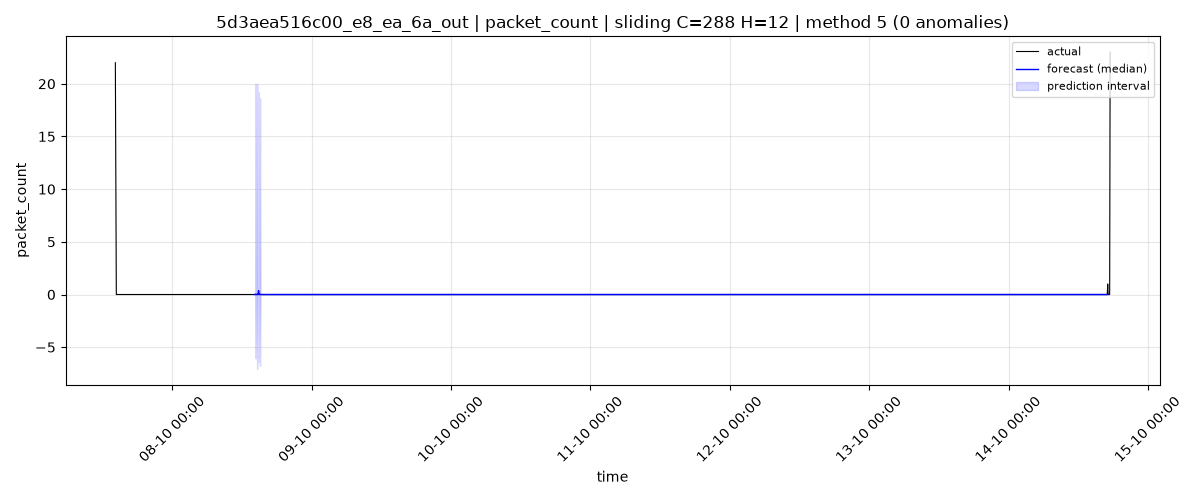 5d3aea516c00_e8_ea_6a_out | packet_count | sliding C=288 H=12 | method 5 (0 anomalies)
actual
forecast (median)
prediction interval
packet_count
20
15
10
5
0
−5
08-10 00:00
09-10 00:00
10-10 00:00
11-10 00:00
12-10 00:00
13-10 00:00
14-10 00:00
15-10 00:00
time